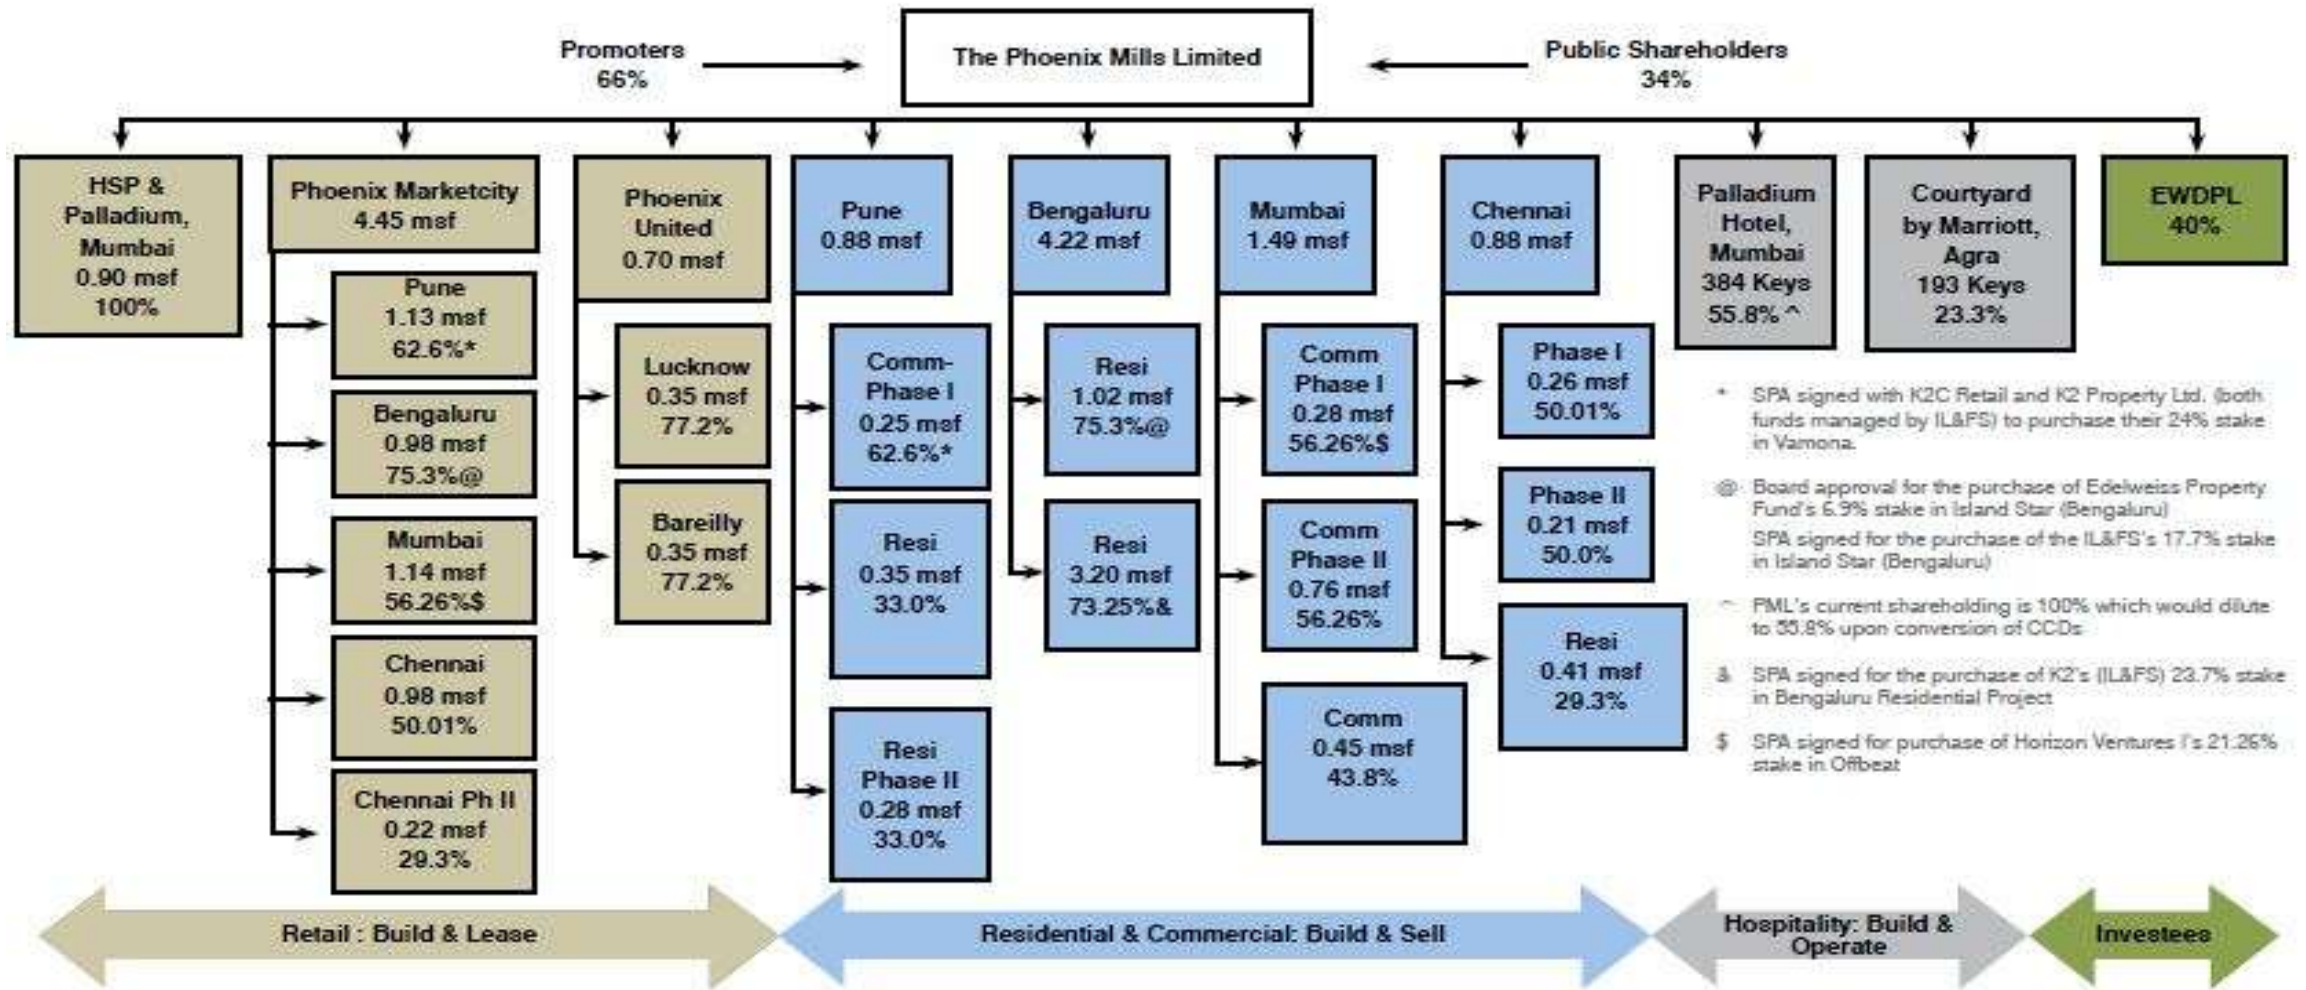 Promoters
66%
The Phoenix Mills Limited
Public Shareholders
34%
HSP &
Palladium,
Mumbai
0.90 msf
100%
Phoenix Marketcity
4.45 msf
Pune
1.13 msf
62.6%*
Bengaluru
0.98 msf
75.3%@
Mumbai
1.14 msf
56.26%$
Chennai
0.98 msf
50.01%
Chennai Ph II
0.22 msf
29.3%
Phoenix
United
0.70 msf
Lucknow
0.35 msf
77.2%
Bareilly
0.35 msf
77.2%
Pune
0.88 msf
Comm-
Phase I
0.25 msf
62.6%*
Resi
0.35 msf
33.0%
Resi
Phase II
0.28 msf
33.0%
Bengaluru
4.22 msf
Resi
1.02 msf
75.3%@
Resi
3.20 msf
73.25%&
Mumbai
1.49 msf
Comm
Phase I
0.28 msf
56.26%$
Comm
Phase II
0.76 msf
56.26%
Comm
0.45 msf
43.8%
Chennai
0.88 msf
Phase I
0.26 msf
50.01%
Phase II
0.21 msf
50.0%
Resi
0.41 msf
29.3%
Palladium
Hotel,
Mumbai
384 Keys
55.8% ^
Courtyard
by Marriott,
Agra
193 Keys
23.3%
EWDPL
40%
* SPA signed with K2C Retail and K2 Property Ltd. (both
funds managed by IL&FS) to purchase their 24% stake
in Vamona.
@ Board approval for the purchase of Edelweiss Property
Fund's 6.9% stake in Island Star (Bengaluru)
SPA signed for the purchase of the IL&FS's 17.7% stake
in Island Star (Bengaluru)
^ PML's current shareholding is 100% which would dilute
to 55.8% upon conversion of CCDs
& SPA signed for the purchase of K2's (IL&FS) 23.7% stake
in Bengaluru Residential Project
$ SPA signed for purchase of Horizon Ventures I's 21.26%
stake in Offbeat
Retail : Build & Lease
Residential & Commercial: Build & Sell
Hospitality: Build &
Operate
Investees